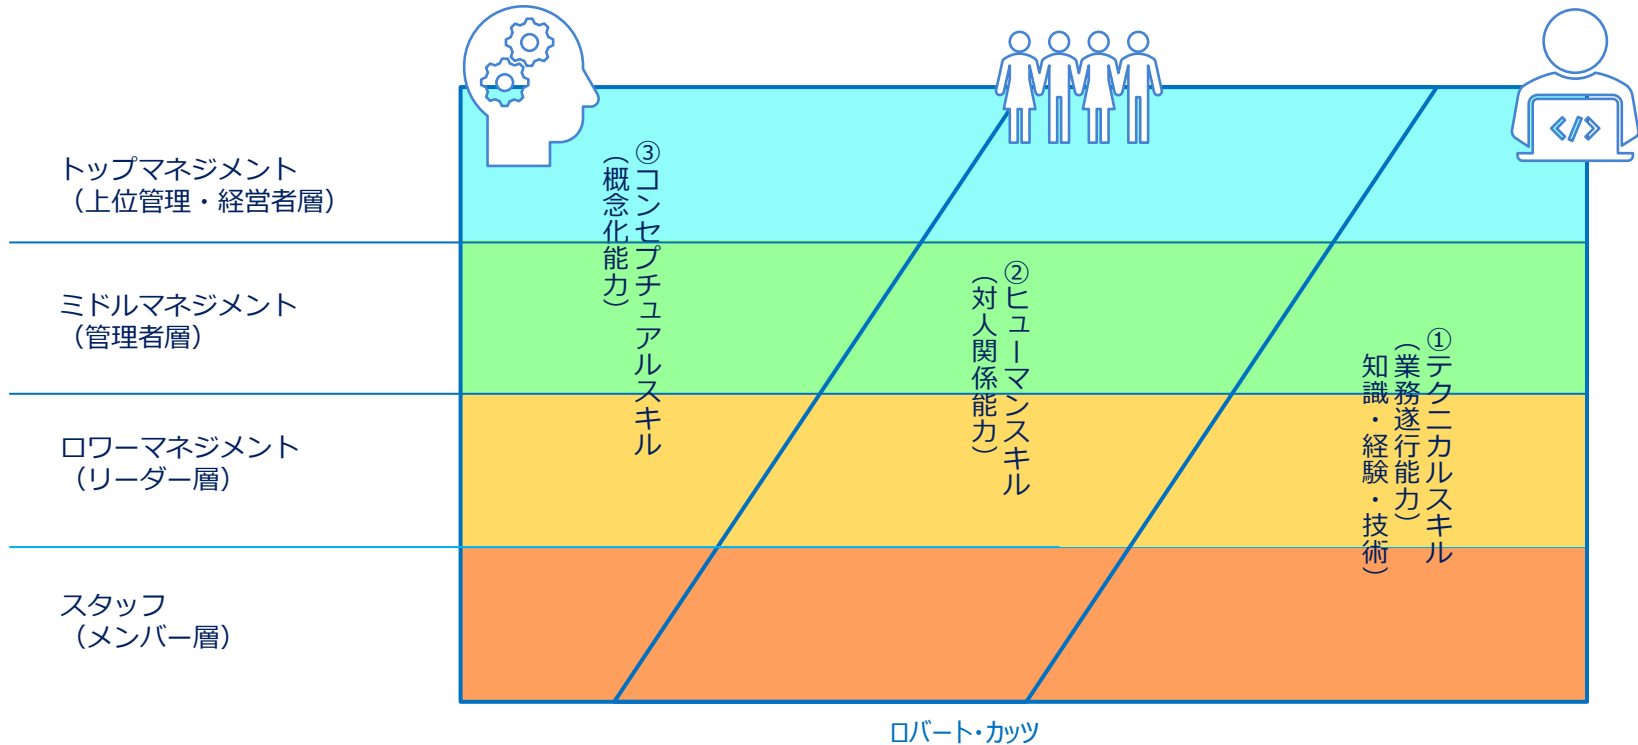 トップマネジメント
（上位管理・経営者層）
ミドルマネジメント
（管理者層）
ロワーマネジメント
（リーダー層）
スタッフ
（メンバー層）
③コンセプチュアルスキル
（概念化能力）
②ヒューマンスキル
（対人関係能力）
①テクニカルスキル
（業務遂行能力）
知識・経験・技術）
</>
ロバート・カッツ